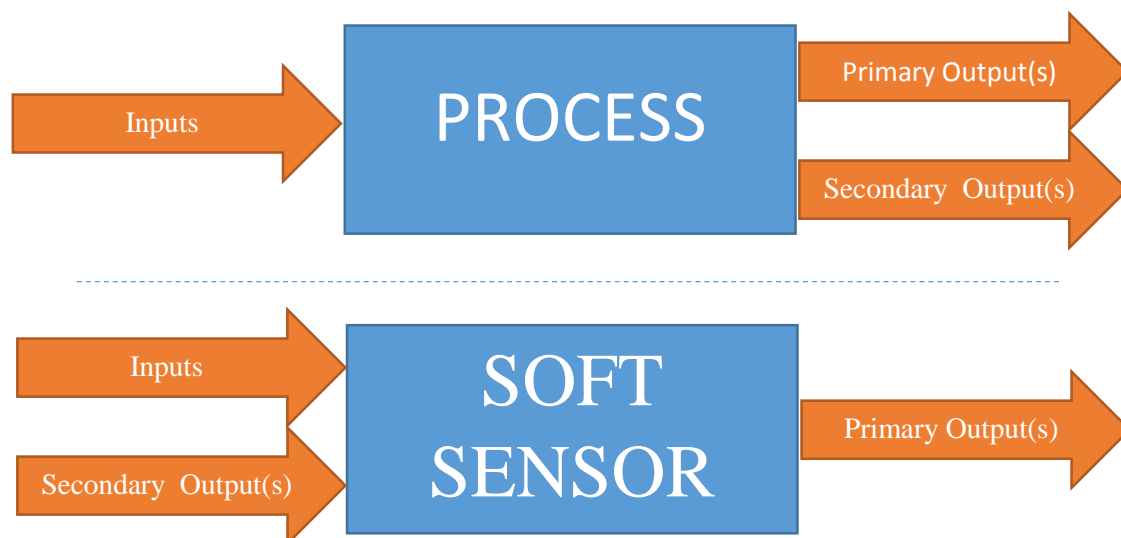 Inputs
PROCESS
Primary Output(s)
Secondary Output(s)
Inputs
Secondary Output(s)
SOFT
SENSOR
Primary Output(s)